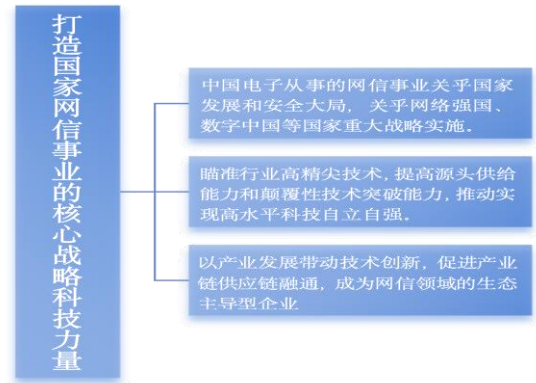 打造国家网信事业的核心战略科技力量
中国电子从事的网信事业关乎国家
发展和安全大局，关乎网络强国、
数字中国等国家重大战略实施。
瞄准行业高精尖技术，提高源头供给
能力和颠覆性技术突破能力，推动实
现高水平科技自立自强。
以产业发展带动技术创新，促进产业
链供应链融通，成为网信领域的生态
主导型企业